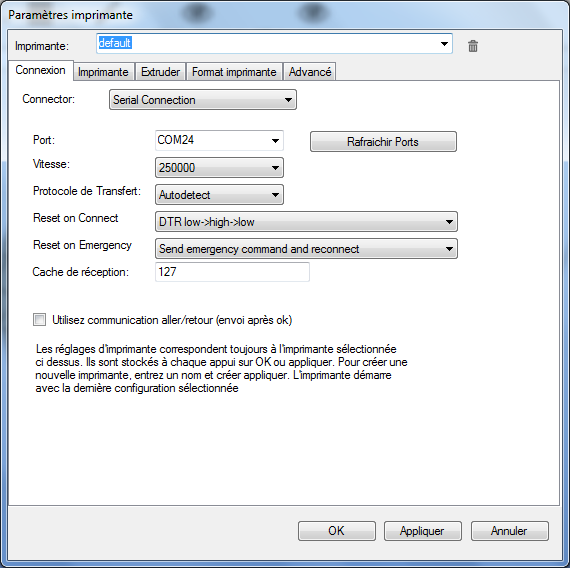 Paramètres imprimante
Imprimante: default
Connexion Imprimante Extruder Format imprimante Avancé
Connector: Serial Connection
Port: COM24 Rafraichir Ports
Vitesse: 250000
Protocole de Transfert: Autodetect
Reset on Connect DTR low->high->low
Reset on Emergency Send emergency command and reconnect
Cache de réception: 127
Utilisez communication aller/retour (envoi après ok)
Les réglages d'imprimante correspondent toujours à l'imprimante sélectionnée
ci dessus. Ils sont stockés à chaque appui sur OK ou appliquer. Pour créer une
nouvelle imprimante, entrez un nom et créer appliquer. L'imprimante démarre
avec la dernière configuration sélectionnée
OK Appliquer Annuler